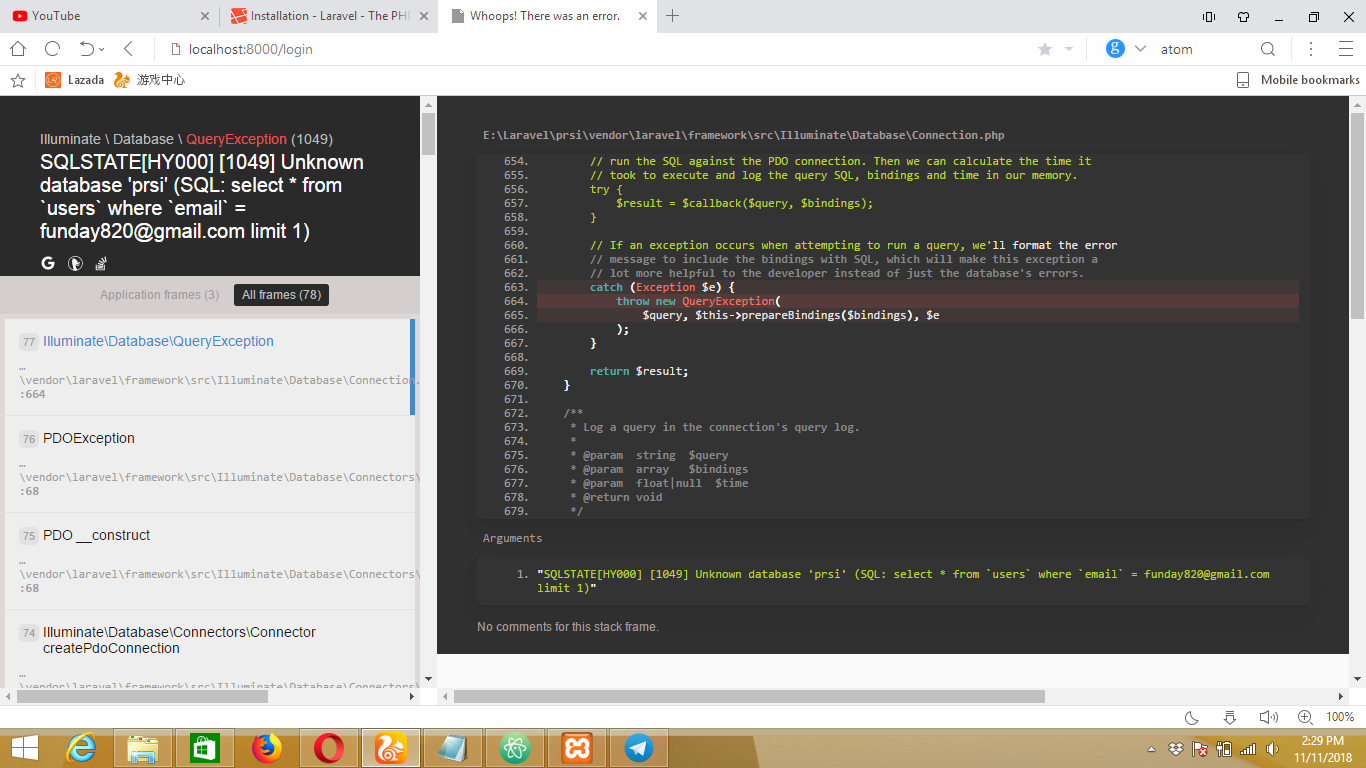 YouTube
Installation - Laravel - The PHP
Whoops! There was an error.
localhost:8000/login
atom
Lazada
游戏中心
Mobile bookmarks
Illuminate \ Database \ QueryException (1049)
SQLSTATE[HY000] [1049] Unknown
database 'prsi' (SQL: select * from
`users` where `email` =
funday820@gmail.com limit 1)
Application frames (3)
All frames (78)
77 Illuminate\Database\QueryException
…
\vendor\laravel\framework\src\Illuminate\Database\Connection.
:664
76 PDOException
…
\vendor\laravel\framework\src\Illuminate\Database\Connectors\
:68
75 PDO __construct
…
\vendor\laravel\framework\src\Illuminate\Database\Connectors\
:68
74 Illuminate\Database\Connectors\Connector
createPdoConnection
…
\vendor\laravel\framework\src\Illuminate\Database\Connectors\
E:\Laravel\prsi\vendor\laravel\framework\src\Illuminate\Database\Connection.php
654. // run the SQL against the PDO connection. Then we can calculate the time it
655. // took to execute and log the query SQL, bindings and time in our memory.
656. try {
657. $result = $callback($query, $bindings);
658. }
659.
660. // If an exception occurs when attempting to run a query, we'll format the error
661. // message to include the bindings with SQL, which will make this exception a
662. // lot more helpful to the developer instead of just the database's errors.
663. catch (Exception $e) {
664. throw new QueryException(
665. $query, $this->prepareBindings($bindings), $e
666. );
667. }
668.
669. return $result;
670. }
671.
672. /**
673. * Log a query in the connection's query log.
674. *
675. * @param string $query
676. * @param array $bindings
677. * @param float|null $time
678. * @return void
679. */
Arguments
1. "SQLSTATE[HY000] [1049] Unknown database 'prsi' (SQL: select * from `users` where `email` = funday820@gmail.com
limit 1)"
No comments for this stack frame.
100%
2:29 PM
11/11/2018